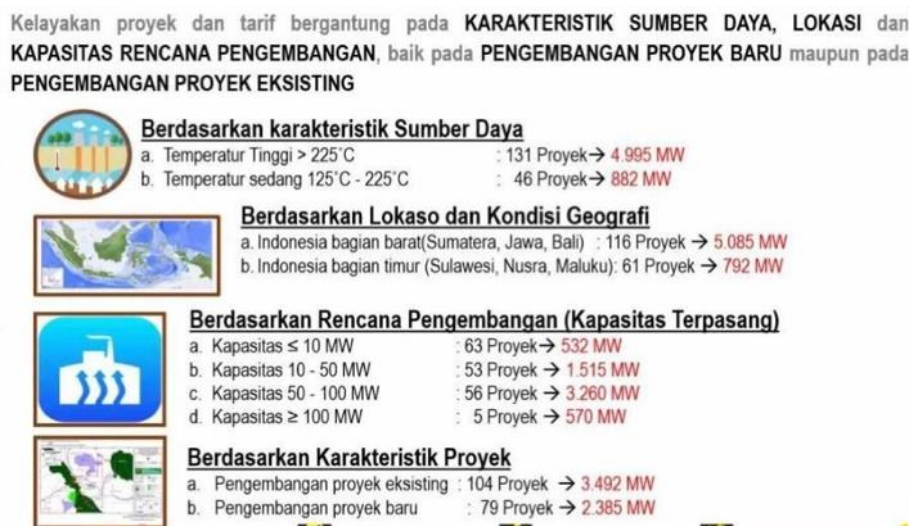 Kelayakan proyek dan tarif bergantung pada KARAKTERISTIK SUMBER DAYA, LOKASI dan
KAPASITAS RENCANA PENGEMBANGAN, baik pada PENGEMBANGAN PROYEK BARU maupun pada
PENGEMBANGAN PROYEK EKSISTING
Berdasarkan karakteristik Sumber Daya
a. Temperatur Tinggi > 225°C : 131 Proyek→ 4.995 MW
b. Temperatur sedang 125°C - 225°C : 46 Proyek→ 882 MW
Berdasarkan Lokaso dan Kondisi Geografi
a. Indonesia bagian barat(Sumatera, Jawa, Bali) : 116 Proyek → 5.085 MW
b. Indonesia bagian timur (Sulawesi, Nusra, Maluku): 61 Proyek → 792 MW
Berdasarkan Rencana Pengembangan (Kapasitas Terpasang)
a. Kapasitas ≤ 10 MW : 63 Proyek→ 532 MW
b. Kapasitas 10 - 50 MW : 53 Proyek → 1.515 MW
c. Kapasitas 50 - 100 MW : 56 Proyek → 3.260 MW
d. Kapasitas ≥ 100 MW : 5 Proyek → 570 MW
Berdasarkan Karakteristik Proyek
a. Pengembangan proyek eksisting : 104 Proyek → 3.492 MW
b. Pengembangan proyek baru : 79 Proyek → 2.385 MW